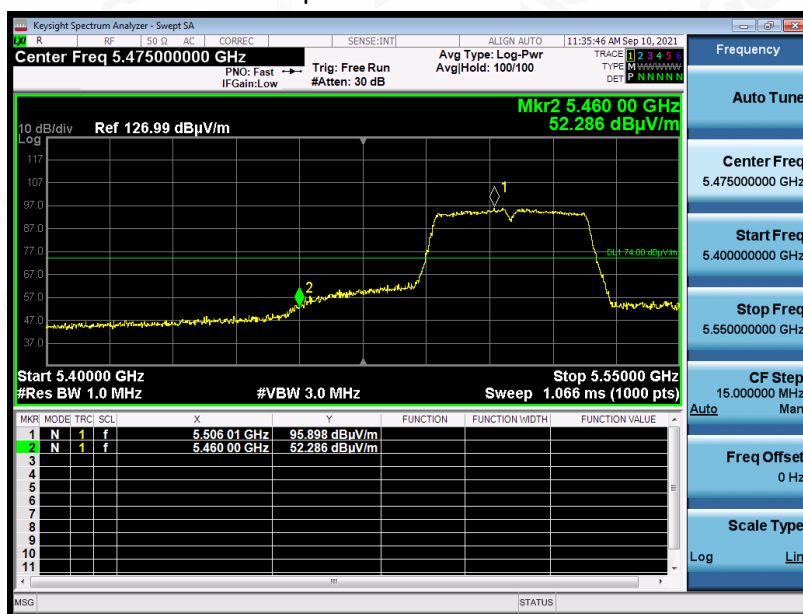 Keysight Spectrum Analyzer - Swept SA
LXI R RF 50 Ω AC CORREC SENSE:INT ALIGN AUTO 11:35:46 AM Sep 10, 2021
Center Freq 5.475000000 GHz
PNO: Fast
IFGain:Low
Trig: Free Run
#Atten: 30 dB
Avg Type: Log-Pwr
Avg|Hold: 100/100
TRACE 1 2 3 4 5 6
TYPE M WWWWW
DET P N N N N N
Mkr2 5.460 00 GHz
52.286 dBµV/m
10 dB/div Ref 126.99 dBµV/m
Log
117
107
97.0
87.0
77.0
67.0
57.0
47.0
37.0
1
2
DL1 74.00 dBµV/m
Start 5.40000 GHz Stop 5.55000 GHz
#Res BW 1.0 MHz #VBW 3.0 MHz Sweep 1.066 ms (1000 pts)
MKR MODE TRC SCL X Y FUNCTION FUNCTION WIDTH FUNCTION VALUE
1 N 1 f 5.506 01 GHz 95.898 dBµV/m
2 N 1 f 5.460 00 GHz 52.286 dBµV/m
3
4
5
6
7
8
9
10
11
MSG STATUS
Frequency
Auto Tune
Center Freq
5.475000000 GHz
Start Freq
5.400000000 GHz
Stop Freq
5.550000000 GHz
CF Step
15.000000 MHz
Auto Man
Freq Offset
0 Hz
Scale Type
Log Lin